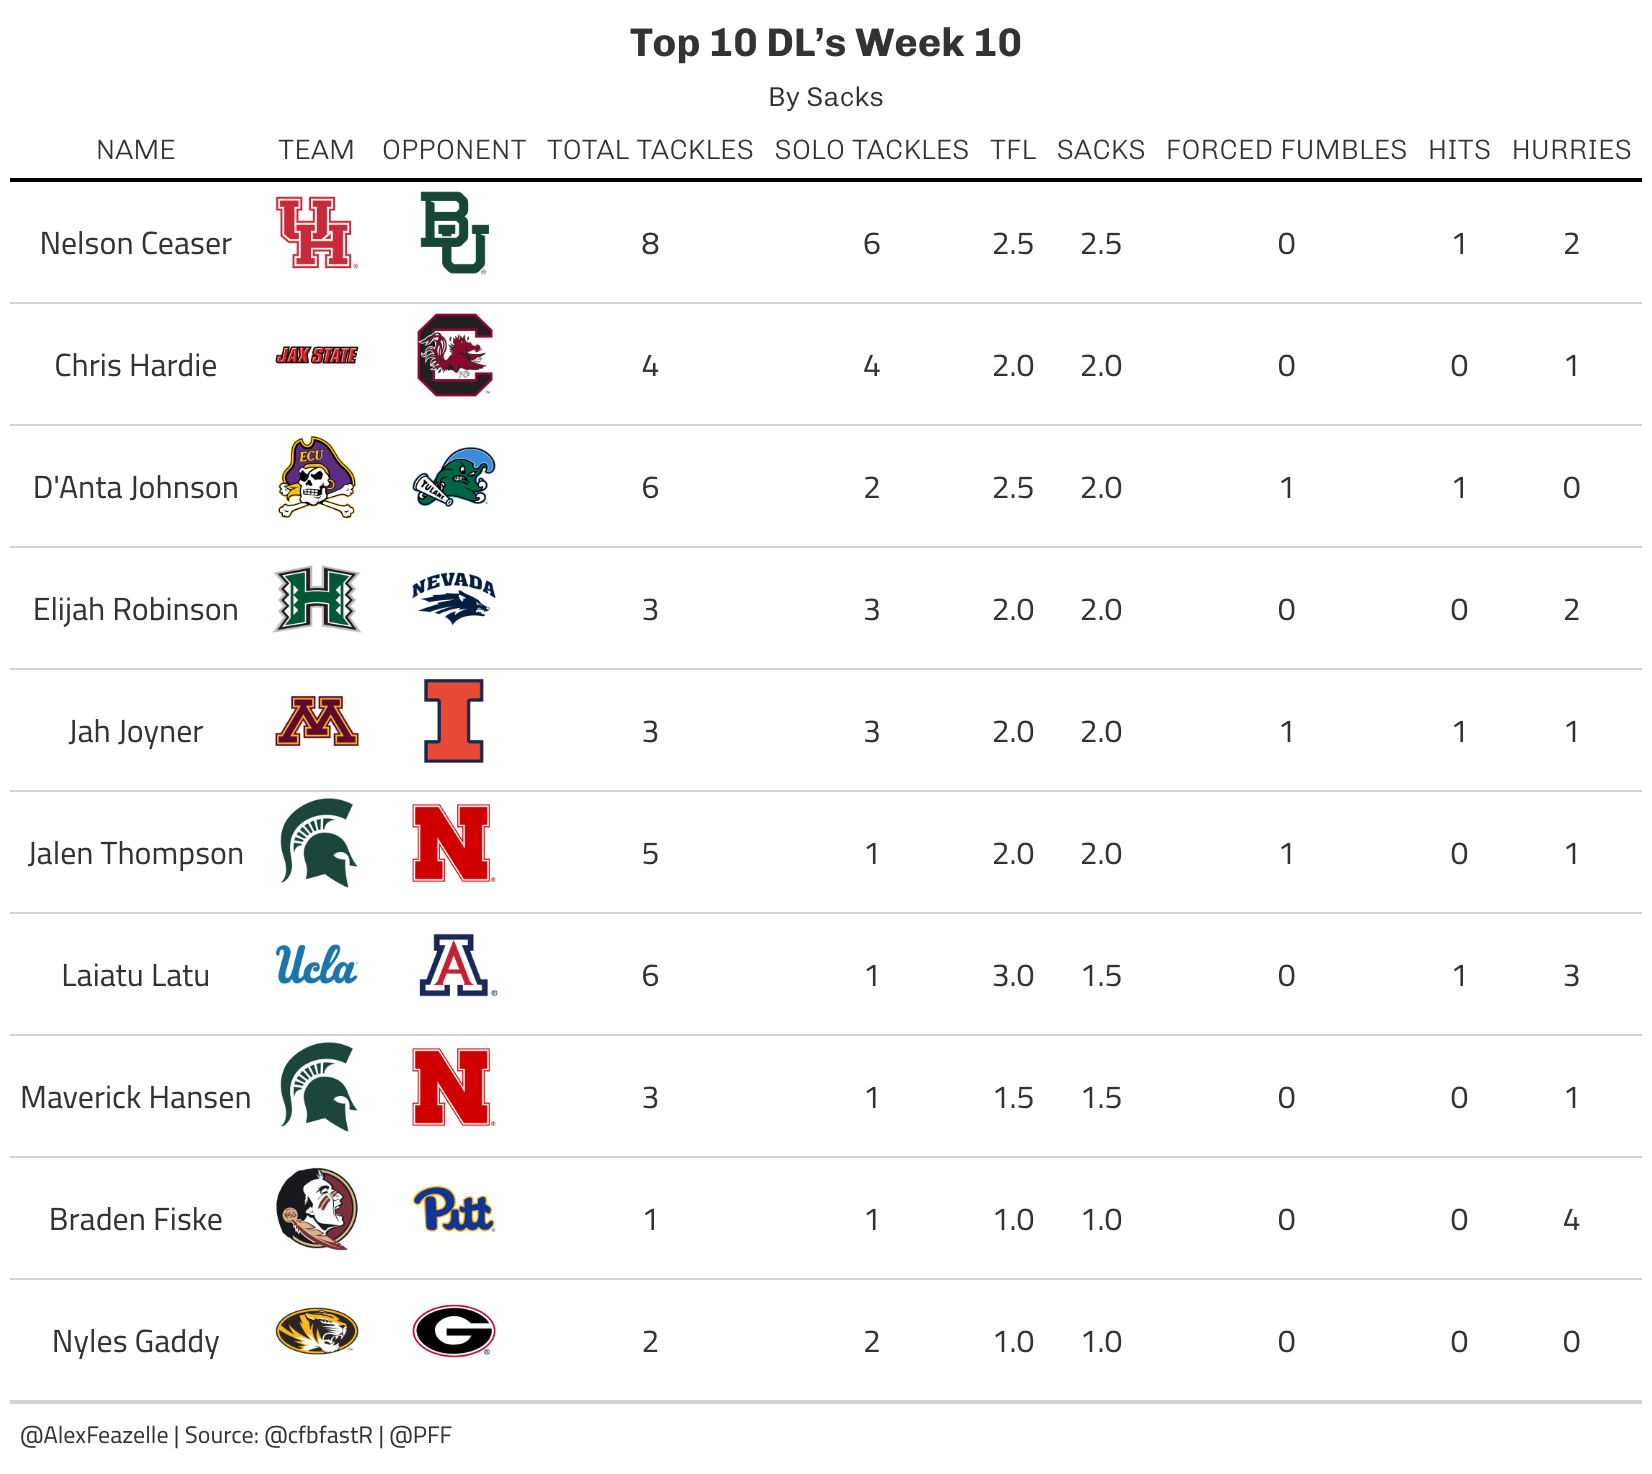 Top 10 DL’s Week 10
By Sacks
NAME TEAM OPPONENT TOTAL TACKLES SOLO TACKLES TFL SACKS FORCED FUMBLES HITS HURRIES
Nelson Ceaser UH BU 8 6 2.5 2.5 0 1 2
Chris Hardie JAX STATE C 4 4 2.0 2.0 0 0 1
D'Anta Johnson ECU TULANE 6 2 2.5 2.0 1 1 0
Elijah Robinson H NEVADA 3 3 2.0 2.0 0 0 2
Jah Joyner M I 3 3 2.0 2.0 1 1 1
Jalen Thompson N 5 1 2.0 2.0 1 0 1
Laiatu Latu Ucla A 6 1 3.0 1.5 0 1 3
Maverick Hansen N 3 1 1.5 1.5 0 0 1
Braden Fiske Pitt 1 1 1.0 1.0 0 0 4
Nyles Gaddy G 2 2 1.0 1.0 0 0 0
@AlexFeazelle | Source: @cfbfastR | @PFF